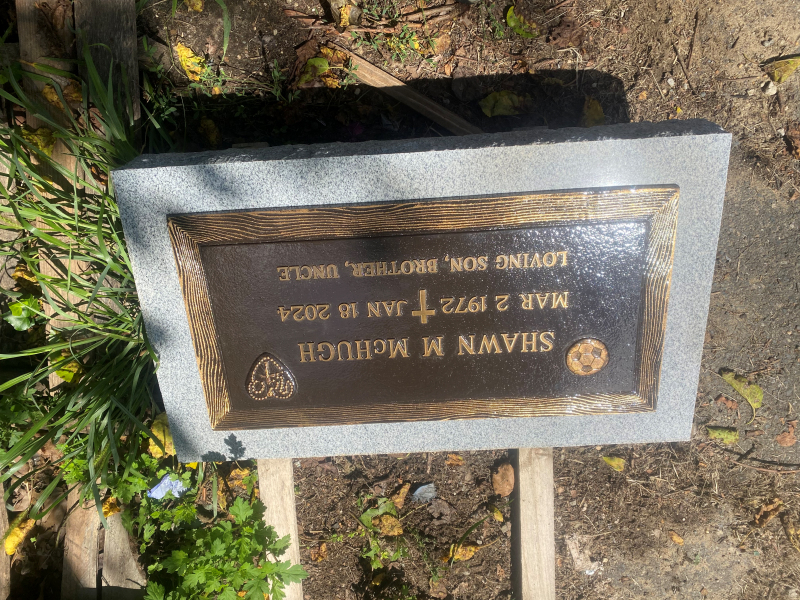 SHAWN M McHUGH
MAR 2 1972 JAN 18 2024
LOVING SON, BROTHER, UNCLE